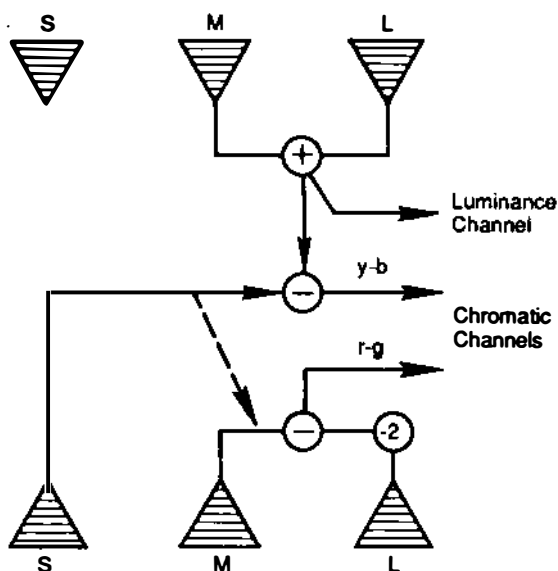 S M L
+
Luminance
Channel
y-b
−
Chromatic
Channels
r-g
− -2
S M L